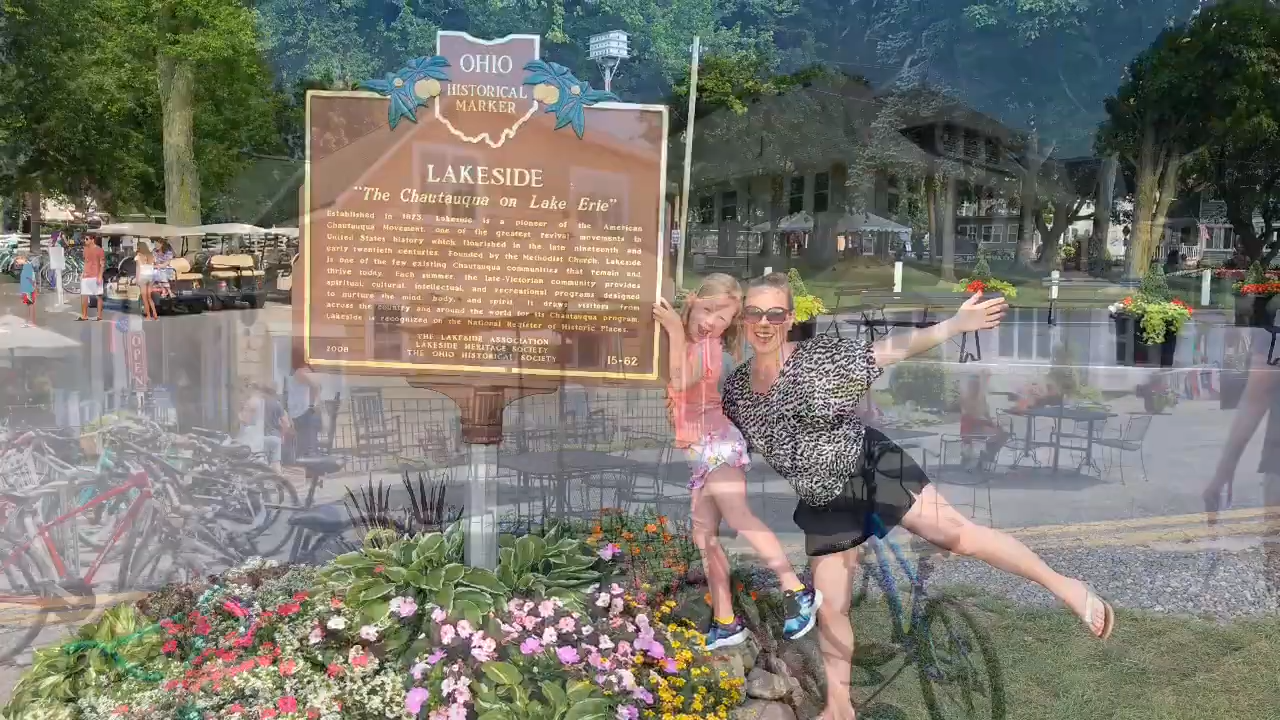 OHIO
HISTORICAL
MARKER
LAKESIDE
"The Chautauqua on Lake Erie"
Established in 1873, Lakeside is a pioneer of the American
Chautauqua Movement, one of the greatest revival movements in
United States history which flourished in the late nineteenth and
early twentieth centuries. Founded by the Methodist Church, Lakeside
is one of the few existing Chautauqua communities that remain and
thrive today. Each summer, this late-Victorian community provides
spiritual, cultural, intellectual, and recreational programs designed
to nurture the mind, body, and spirit. It draws visitors from
across the country and around the world for its Chautauqua program.
Lakeside is recognized on the National Register of Historic Places.
THE LAKESIDE ASSOCIATION
LAKESIDE HERITAGE SOCIETY
2008 THE OHIO HISTORICAL SOCIETY 15-62
OPEN